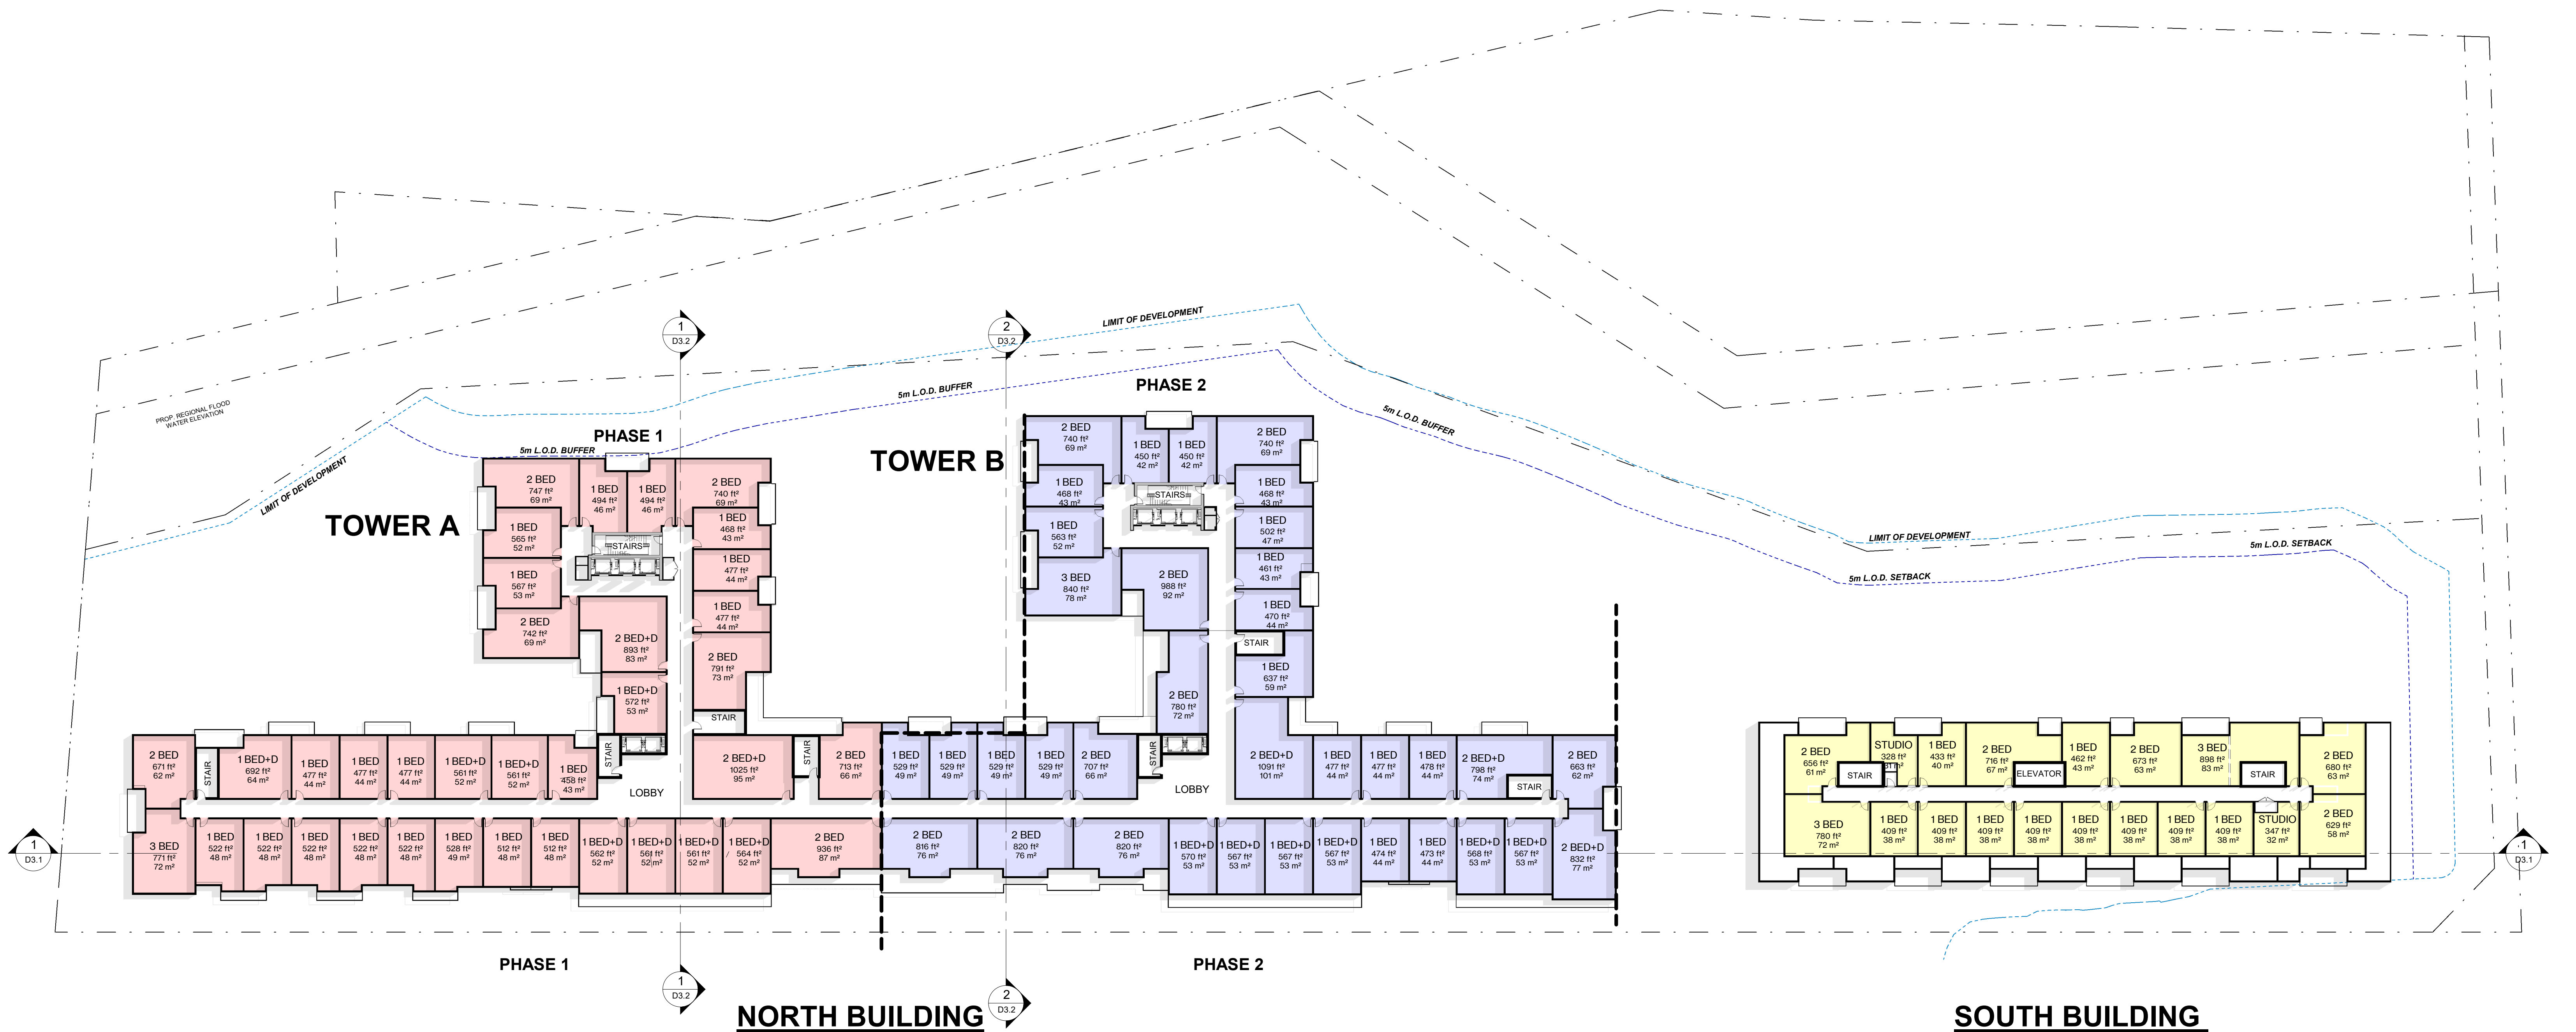 LIMIT OF DEVELOPMENT
5m L.O.D. BUFFER
PHASE 2
PROP. REGIONAL FLOOD
WATER ELEVATION
LIMIT OF DEVELOPMENT
1
D3.2
2
D3.2
PHASE 1
5m L.O.D. BUFFER
5m L.O.D. BUFFER
TOWER A
TOWER B
LIMIT OF DEVELOPMENT
5m L.O.D. SETBACK
5m L.O.D. SETBACK
2 BED
747 ft²
69 m²
1 BED
494 ft²
46 m²
1 BED
494 ft²
46 m²
2 BED
740 ft²
69 m²
1 BED
565 ft²
52 m²
STAIRS
1 BED
468 ft²
43 m²
1 BED
567 ft²
53 m²
1 BED
477 ft²
44 m²
2 BED
742 ft²
69 m²
1 BED
477 ft²
44 m²
2 BED+D
893 ft²
83 m²
2 BED
791 ft²
73 m²
1 BED+D
572 ft²
53 m²
STAIR
2 BED
740 ft²
69 m²
1 BED
450 ft²
42 m²
1 BED
450 ft²
42 m²
2 BED
740 ft²
69 m²
1 BED
468 ft²
43 m²
STAIRS
1 BED
468 ft²
43 m²
1 BED
563 ft²
52 m²
1 BED
502 ft²
47 m²
3 BED
840 ft²
78 m²
2 BED
988 ft²
92 m²
1 BED
461 ft²
43 m²
1 BED
470 ft²
44 m²
STAIR
1 BED
637 ft²
59 m²
2 BED
780 ft²
72 m²
2 BED
671 ft²
62 m²
STAIR
1 BED+D
692 ft²
64 m²
1 BED
477 ft²
44 m²
1 BED
477 ft²
44 m²
1 BED
477 ft²
44 m²
1 BED+D
561 ft²
52 m²
1 BED+D
561 ft²
52 m²
1 BED
458 ft²
43 m²
STAIR
LOBBY
2 BED+D
1025 ft²
95 m²
STAIR
2 BED
713 ft²
66 m²
1 BED
529 ft²
49 m²
1 BED
529 ft²
49 m²
1 BED
529 ft²
49 m²
1 BED
529 ft²
49 m²
2 BED
707 ft²
66 m²
STAIR
LOBBY
2 BED+D
1091 ft²
101 m²
1 BED
477 ft²
44 m²
1 BED
477 ft²
44 m²
1 BED
478 ft²
44 m²
2 BED+D
798 ft²
74 m²
STAIR
2 BED
663 ft²
62 m²
3 BED
771 ft²
72 m²
1 BED
522 ft²
48 m²
1 BED
522 ft²
48 m²
1 BED
522 ft²
48 m²
1 BED
522 ft²
48 m²
1 BED
522 ft²
48 m²
1 BED
528 ft²
49 m²
1 BED
512 ft²
48 m²
1 BED
512 ft²
48 m²
1 BED+D
562 ft²
52 m²
1 BED+D
561 ft²
52 m²
1 BED+D
561 ft²
52 m²
1 BED+D
564 ft²
52 m²
2 BED
936 ft²
87 m²
2 BED
816 ft²
76 m²
2 BED
820 ft²
76 m²
2 BED
820 ft²
76 m²
1 BED+D
570 ft²
53 m²
1 BED+D
567 ft²
53 m²
1 BED+D
567 ft²
53 m²
1 BED+D
567 ft²
53 m²
1 BED
474 ft²
44 m²
1 BED
473 ft²
44 m²
1 BED+D
568 ft²
53 m²
1 BED+D
567 ft²
53 m²
2 BED+D
832 ft²
77 m²
2 BED
656 ft²
61 m²
STAIR
STUDIO
328 ft²
1 BED
433 ft²
40 m²
2 BED
716 ft²
67 m²
ELEVATOR
1 BED
462 ft²
43 m²
2 BED
673 ft²
63 m²
3 BED
898 ft²
83 m²
STAIR
2 BED
680 ft²
63 m²
3 BED
780 ft²
72 m²
1 BED
409 ft²
38 m²
1 BED
409 ft²
38 m²
1 BED
409 ft²
38 m²
1 BED
409 ft²
38 m²
1 BED
409 ft²
38 m²
1 BED
409 ft²
38 m²
1 BED
409 ft²
38 m²
1 BED
409 ft²
38 m²
STUDIO
347 ft²
32 m²
2 BED
629 ft²
58 m²
1
D3.1
1
D3.1
PHASE 1
PHASE 2
1
D3.2
2
D3.2
NORTH BUILDING
SOUTH BUILDING